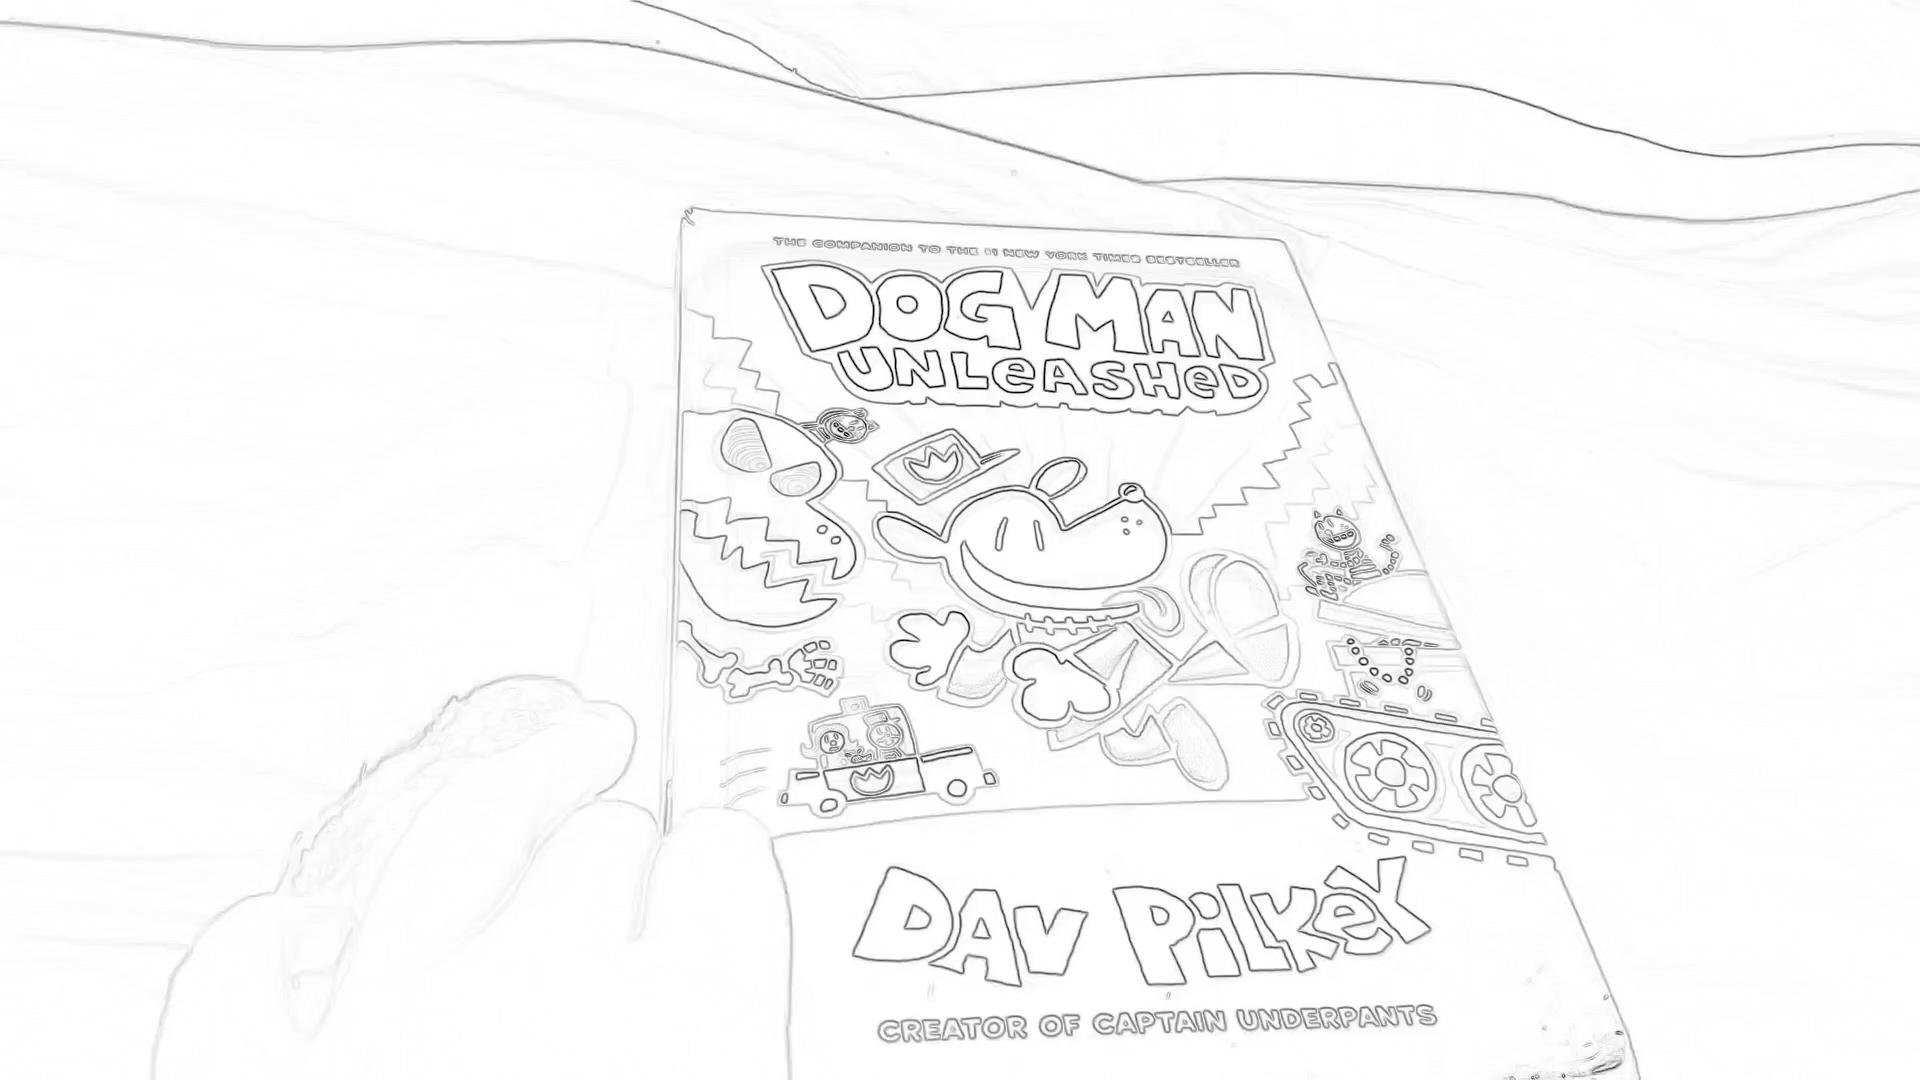 THE COMPANION TO THE #1 NEW YORK TIMES BESTSELLER
DOG MAN
UNLEASHED
DAV PILKEY
CREATOR OF CAPTAIN UNDERPANTS